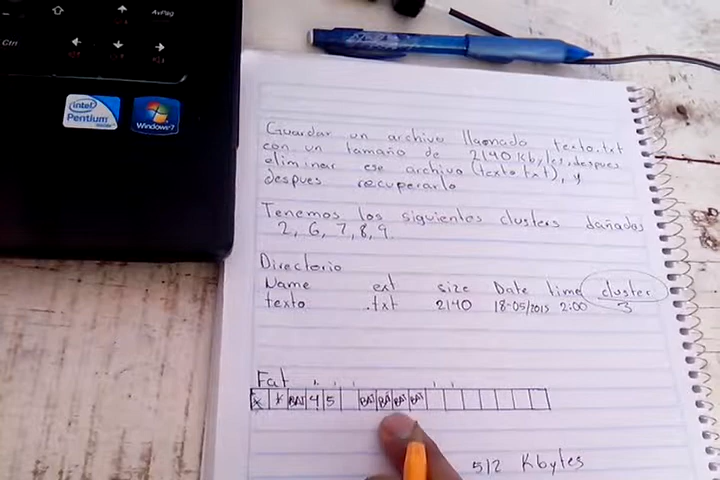 AvPag
Ctrl
intel
Pentium
Windows 7
Guardar un archivo llamado texto.txt
con un tamaño de 2140 Kbytes, despues
eliminar ese archivo (texto.txt), y
despues recuperarlo
Tenemos los siguientes clusters dañados
2, 6, 7, 8, 9.
Directorio
Name ext size Date time cluster
texto .txt 2140 18-05/2015 2:00 3
Fat
X X BAT 4 5 BAT BAT BAT BAT
512 Kbytes